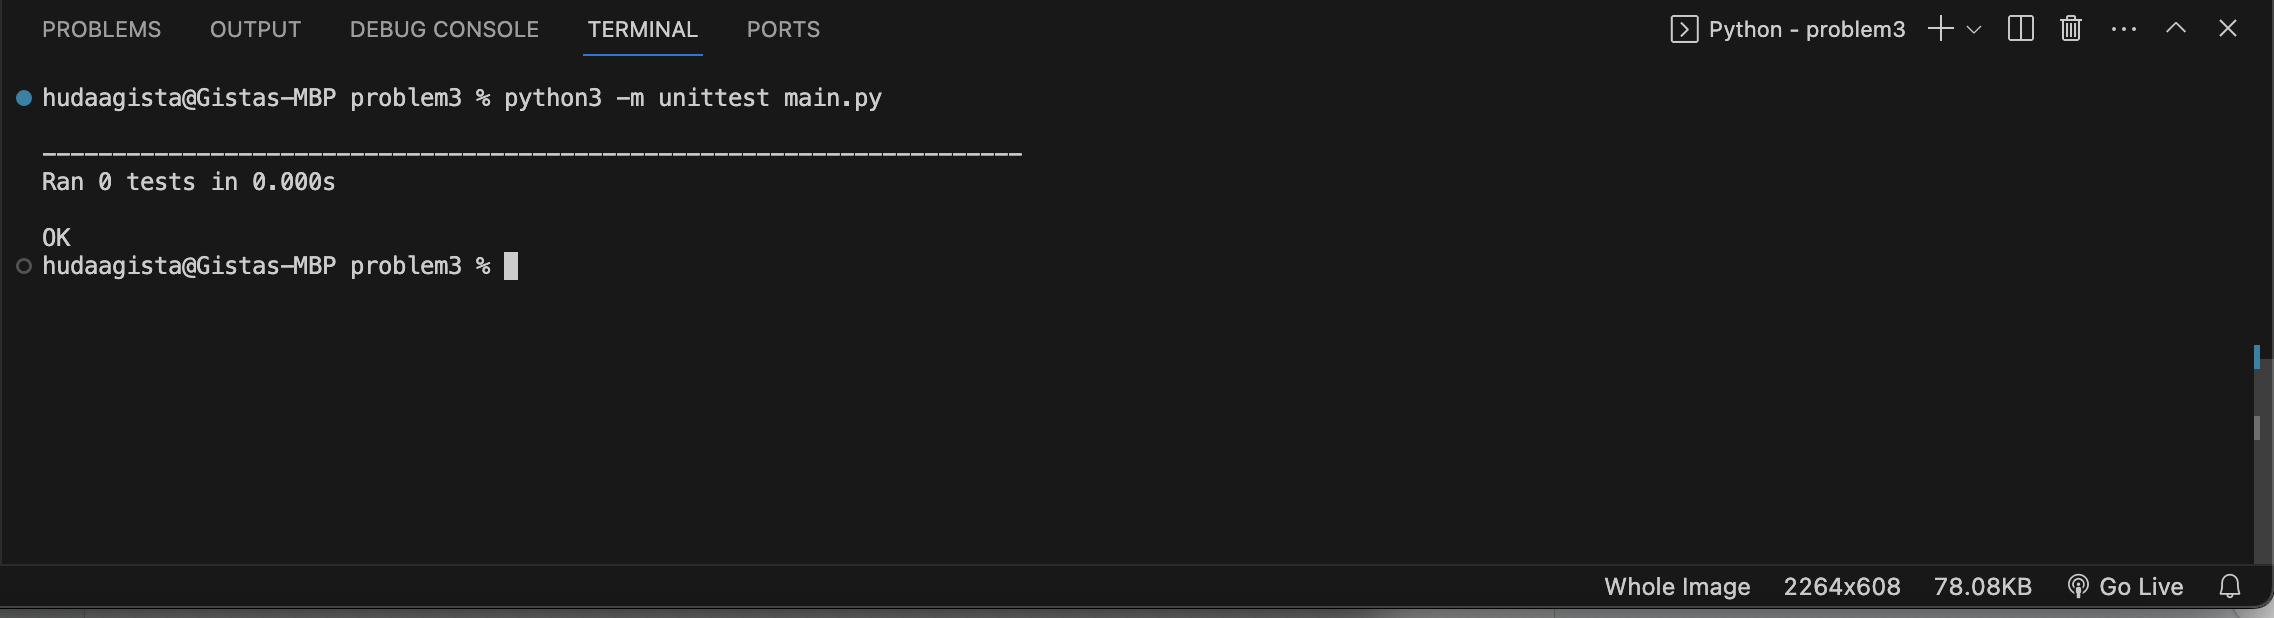 PROBLEMS OUTPUT DEBUG CONSOLE TERMINAL PORTS Python - problem3
hudaagista@Gistas-MBP problem3 % python3 -m unittest main.py
----------------------------------------------------------------------
Ran 0 tests in 0.000s
OK
hudaagista@Gistas-MBP problem3 %
Whole Image 2264x608 78.08KB Go Live